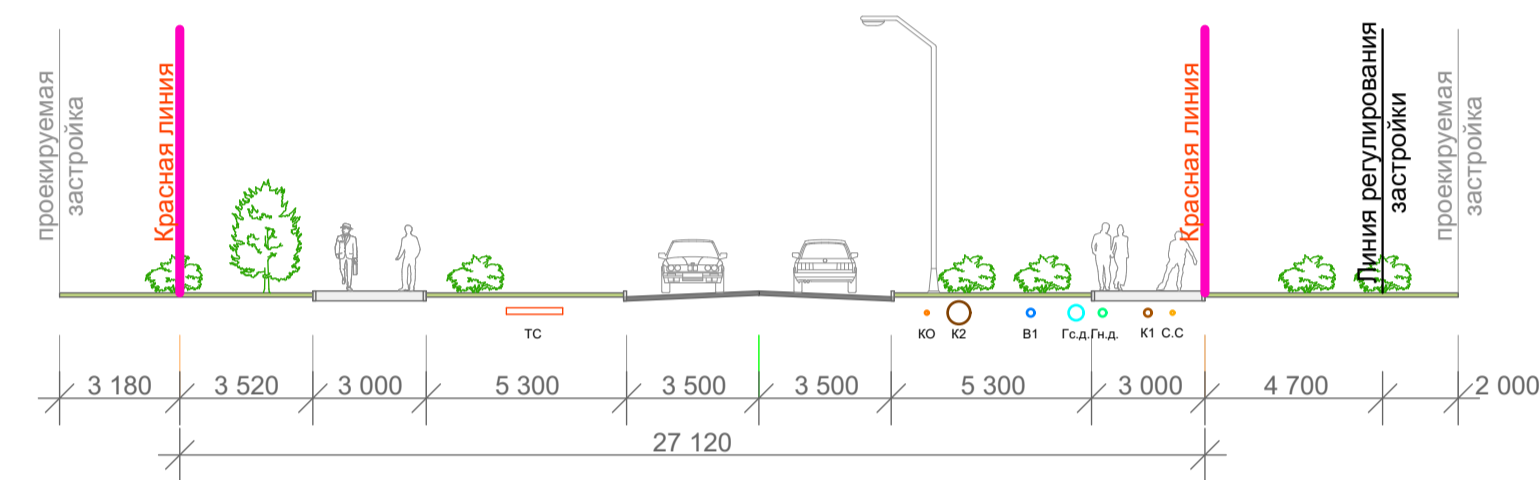 проекируемая
застройка
Красная линия
Красная линия
Линия регулирования
застройки
проекируемая
застройка
ТС
КО
К2
В1
Гс.д.
Гн.д.
К1
С.С
3 180
3 520
3 000
5 300
3 500
3 500
5 300
3 000
4 700
2 000
27 120